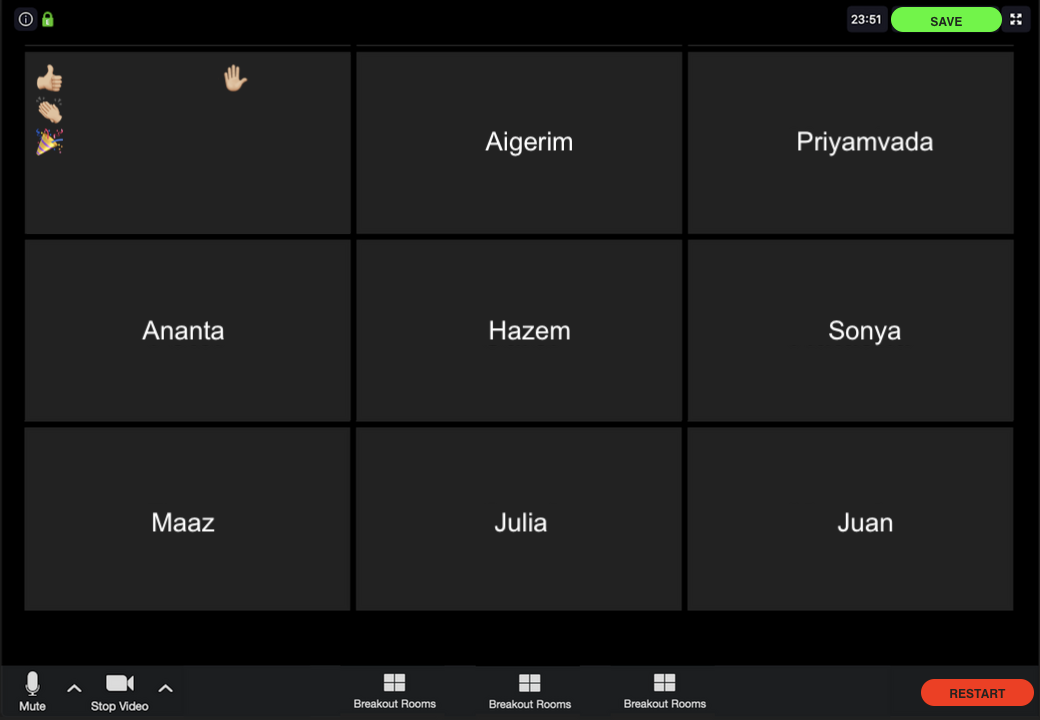 23:51
SAVE
Aigerim
Priyamvada
Ananta
Hazem
Sonya
Maaz
Julia
Juan
Mute
Stop Video
Breakout Rooms
Breakout Rooms
Breakout Rooms
RESTART